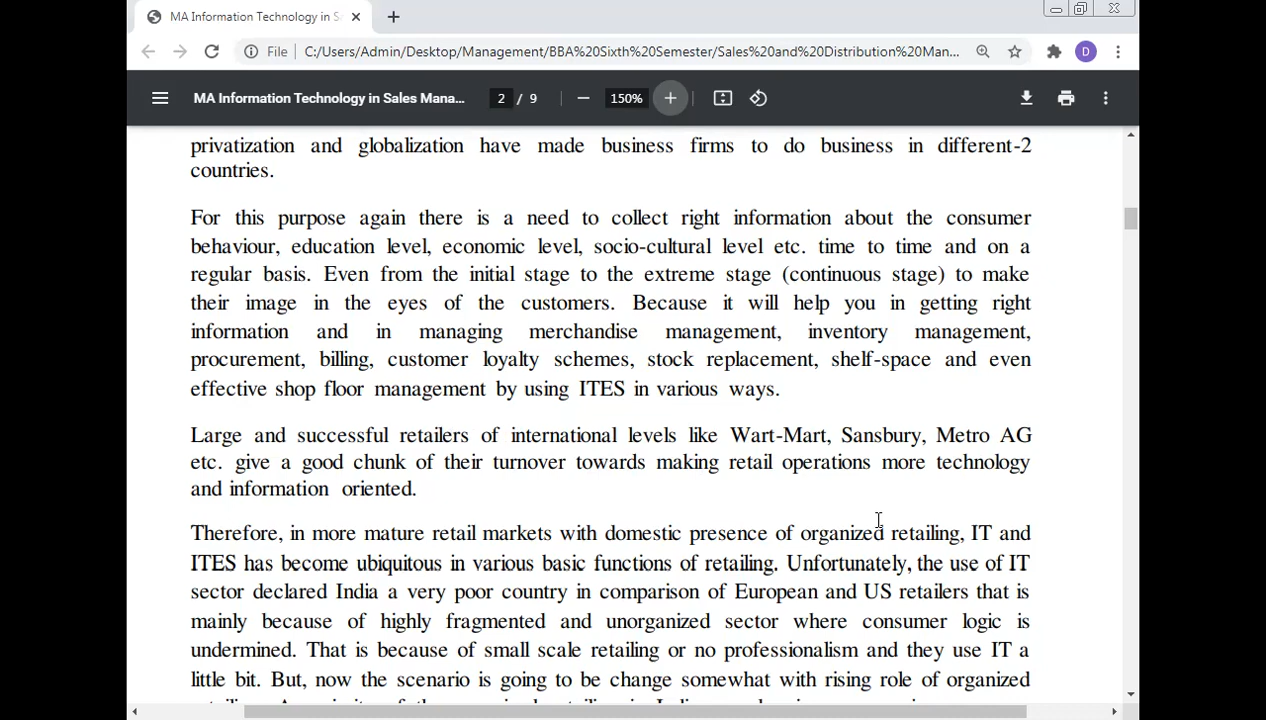 MA Information Technology in S
File
C:/Users/Admin/Desktop/Management/BBA%20Sixth%20Semester/Sales%20and%20Distribution%20Man...
D
MA Information Technology in Sales Mana...
2 / 9
150%
privatization and globalization have made business firms to do business in different-2
countries.
For this purpose again there is a need to collect right information about the consumer
behaviour, education level, economic level, socio-cultural level etc. time to time and on a
regular basis. Even from the initial stage to the extreme stage (continuous stage) to make
their image in the eyes of the customers. Because it will help you in getting right
information and in managing merchandise management, inventory management,
procurement, billing, customer loyalty schemes, stock replacement, shelf-space and even
effective shop floor management by using ITES in various ways.
Large and successful retailers of international levels like Wart-Mart, Sansbury, Metro AG
etc. give a good chunk of their turnover towards making retail operations more technology
and information oriented.
Therefore, in more mature retail markets with domestic presence of organized retailing, IT and
ITES has become ubiquitous in various basic functions of retailing. Unfortunately, the use of IT
sector declared India a very poor country in comparison of European and US retailers that is
mainly because of highly fragmented and unorganized sector where consumer logic is
undermined. That is because of small scale retailing or no professionalism and they use IT a
little bit. But, now the scenario is going to be change somewhat with rising role of organized